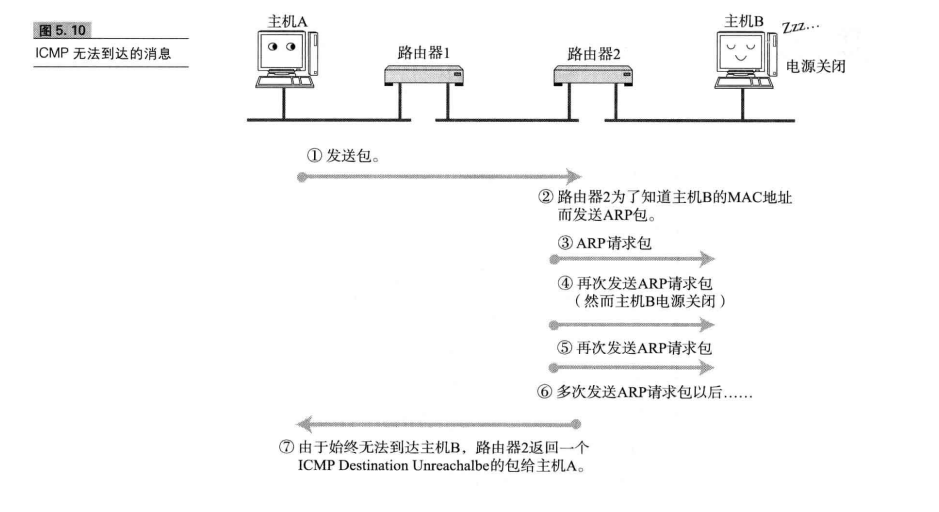 图 5.10
ICMP 无法到达的消息
主机A
路由器1
路由器2
主机B
Zzz…
电源关闭
① 发送包。
② 路由器2为了知道主机B的MAC地址
而发送ARP包。
③ ARP请求包
④ 再次发送ARP请求包
（然而主机B电源关闭）
⑤ 再次发送ARP请求包
⑥ 多次发送ARP请求包以后……
⑦ 由于始终无法到达主机B，路由器2返回一个
ICMP Destination Unreachalbe的包给主机A。